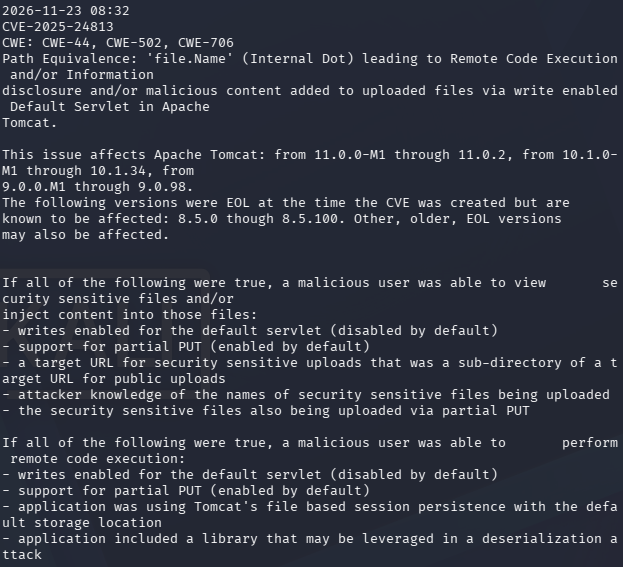 2026-11-23 08:32
CVE-2025-24813
CWE: CWE-44, CWE-502, CWE-706
Path Equivalence: 'file.Name' (Internal Dot) leading to Remote Code Execution
 and/or Information
disclosure and/or malicious content added to uploaded files via write enabled
 Default Servlet in Apache
Tomcat.

This issue affects Apache Tomcat: from 11.0.0-M1 through 11.0.2, from 10.1.0-
M1 through 10.1.34, from
9.0.0.M1 through 9.0.98.
The following versions were EOL at the time the CVE was created but are
known to be affected: 8.5.0 though 8.5.100. Other, older, EOL versions
may also be affected.

If all of the following were true, a malicious user was able to view       se
curity sensitive files and/or
inject content into those files:
- writes enabled for the default servlet (disabled by default)
- support for partial PUT (enabled by default)
- a target URL for security sensitive uploads that was a sub-directory of a t
arget URL for public uploads
- attacker knowledge of the names of security sensitive files being uploaded
- the security sensitive files also being uploaded via partial PUT

If all of the following were true, a malicious user was able to       perform
 remote code execution:
- writes enabled for the default servlet (disabled by default)
- support for partial PUT (enabled by default)
- application was using Tomcat's file based session persistence with the defa
ult storage location
- application included a library that may be leveraged in a deserialization a
ttack